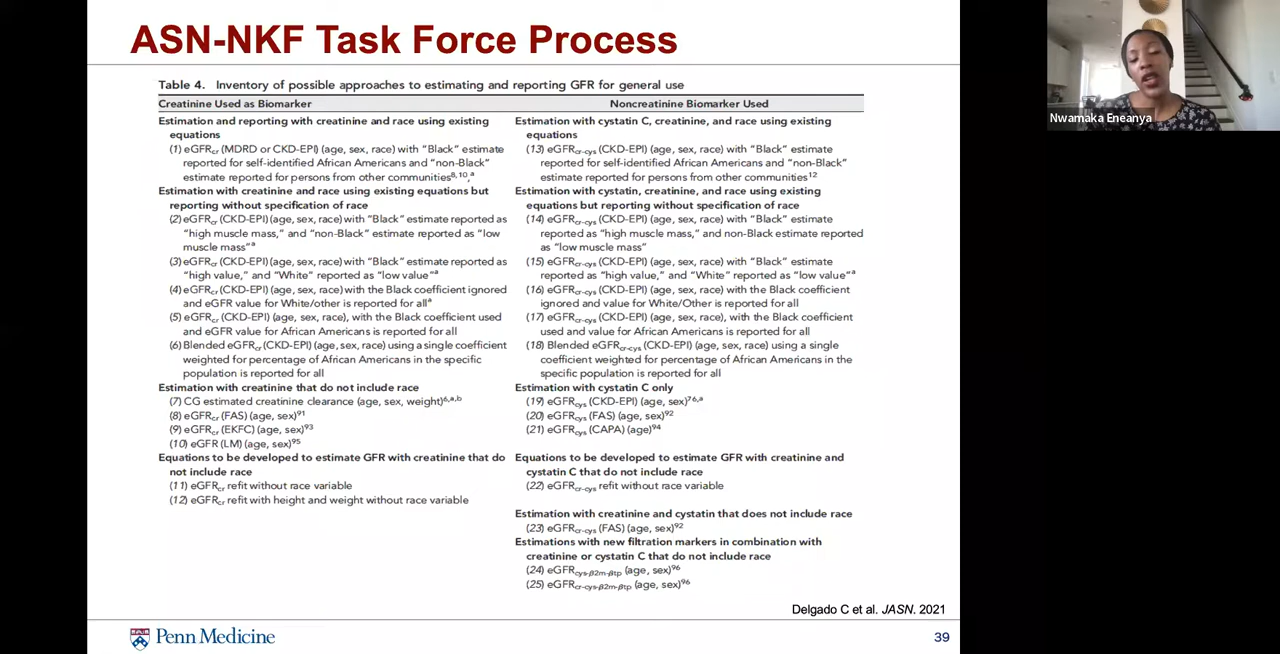 ASN-NKF Task Force Process
Table 4. Inventory of possible approaches to estimating and reporting GFR for general use
Creatinine Used as Biomarker
Estimation and reporting with creatinine and race using existing
equations
(1) eGFRcr (MDRD or CKD-EPI) (age, sex, race) with “Black” estimate
reported for self-identified African Americans and “non-Black”
estimate reported for persons from other communities8,10,a
Estimation with creatinine and race using existing equations but
reporting without specification of race
(2) eGFRcr (CKD-EPI) (age, sex, race) with “Black” estimate reported as
“high muscle mass,” and “non-Black” estimate reported as “low
muscle mass”a
(3) eGFRcr (CKD-EPI) (age, sex, race) with “Black” estimate reported as
“high value,” and “White” reported as “low value”a
(4) eGFRcr (CKD-EPI) (age, sex, race) with the Black coefficient ignored
and eGFR value for White/other is reported for alla
(5) eGFRcr (CKD-EPI) (age, sex, race), with the Black coefficient used
and eGFR value for African Americans is reported for all
(6) Blended eGFRcr (CKD-EPI) (age, sex, race) using a single coefficient
weighted for percentage of African Americans in the specific
population is reported for all
Estimation with creatinine that do not include race
(7) CG estimated creatinine clearance (age, sex, weight)6,a,b
(8) eGFRcr (FAS) (age, sex)91
(9) eGFRcr (EKFC) (age, sex)93
(10) eGFR (LM) (age, sex)95
Equations to be developed to estimate GFR with creatinine that do
not include race
(11) eGFRcr refit without race variable
(12) eGFRcr refit with height and weight without race variable
Noncreatinine Biomarker Used
Estimation with cystatin C, creatinine, and race using existing
equations
(13) eGFRcr-cys (CKD-EPI) (age, sex, race) with “Black” estimate
reported for self-identified African Americans and “non-Black”
estimate reported for persons from other communities12
Estimation with cystatin, creatinine, and race using existing
equations but reporting without specification of race
(14) eGFRcr-cys (CKD-EPI) (age, sex, race) with “Black” estimate
reported as “high muscle mass,” and non-Black estimate reported
as “low muscle mass”
(15) eGFRcr-cys (CKD-EPI) (age, sex, race) with “Black” estimate
reported as “high value,” and “White” reported as “low value”a
(16) eGFRcr-cys (CKD-EPI) (age, sex, race) with the Black coefficient
ignored and value for White/Other is reported for all
(17) eGFRcr-cys (CKD-EPI) (age, sex, race), with the Black coefficient
used and value for African Americans is reported for all
(18) Blended eGFRcr-cys (CKD-EPI) (age, sex, race) using a single
coefficient weighted for percentage of African Americans in the
specific population is reported for all
Estimation with cystatin C only
(19) eGFRcys (CKD-EPI) (age, sex, race)76,a
(20) eGFRcys (FAS) (age, sex)92
(21) eGFRcys (CAPA) (age)94
Equations to be developed to estimate GFR with creatinine and
cystatin C that do not include race
(22) eGFRcr-cys refit without race variable
Estimation with creatinine and cystatin that does not include race
(23) eGFRcr-cys (FAS) (age, sex)92
Estimations with new filtration markers in combination with
creatinine or cystatin C that do not include race
(24) eGFRcys-β2m-βtp (age, sex)96
(25) eGFRcr-cys-β2m-βtp (age, sex)96
Delgado C et al. JASN. 2021
Penn Medicine
39
Nwamaka Eneanya